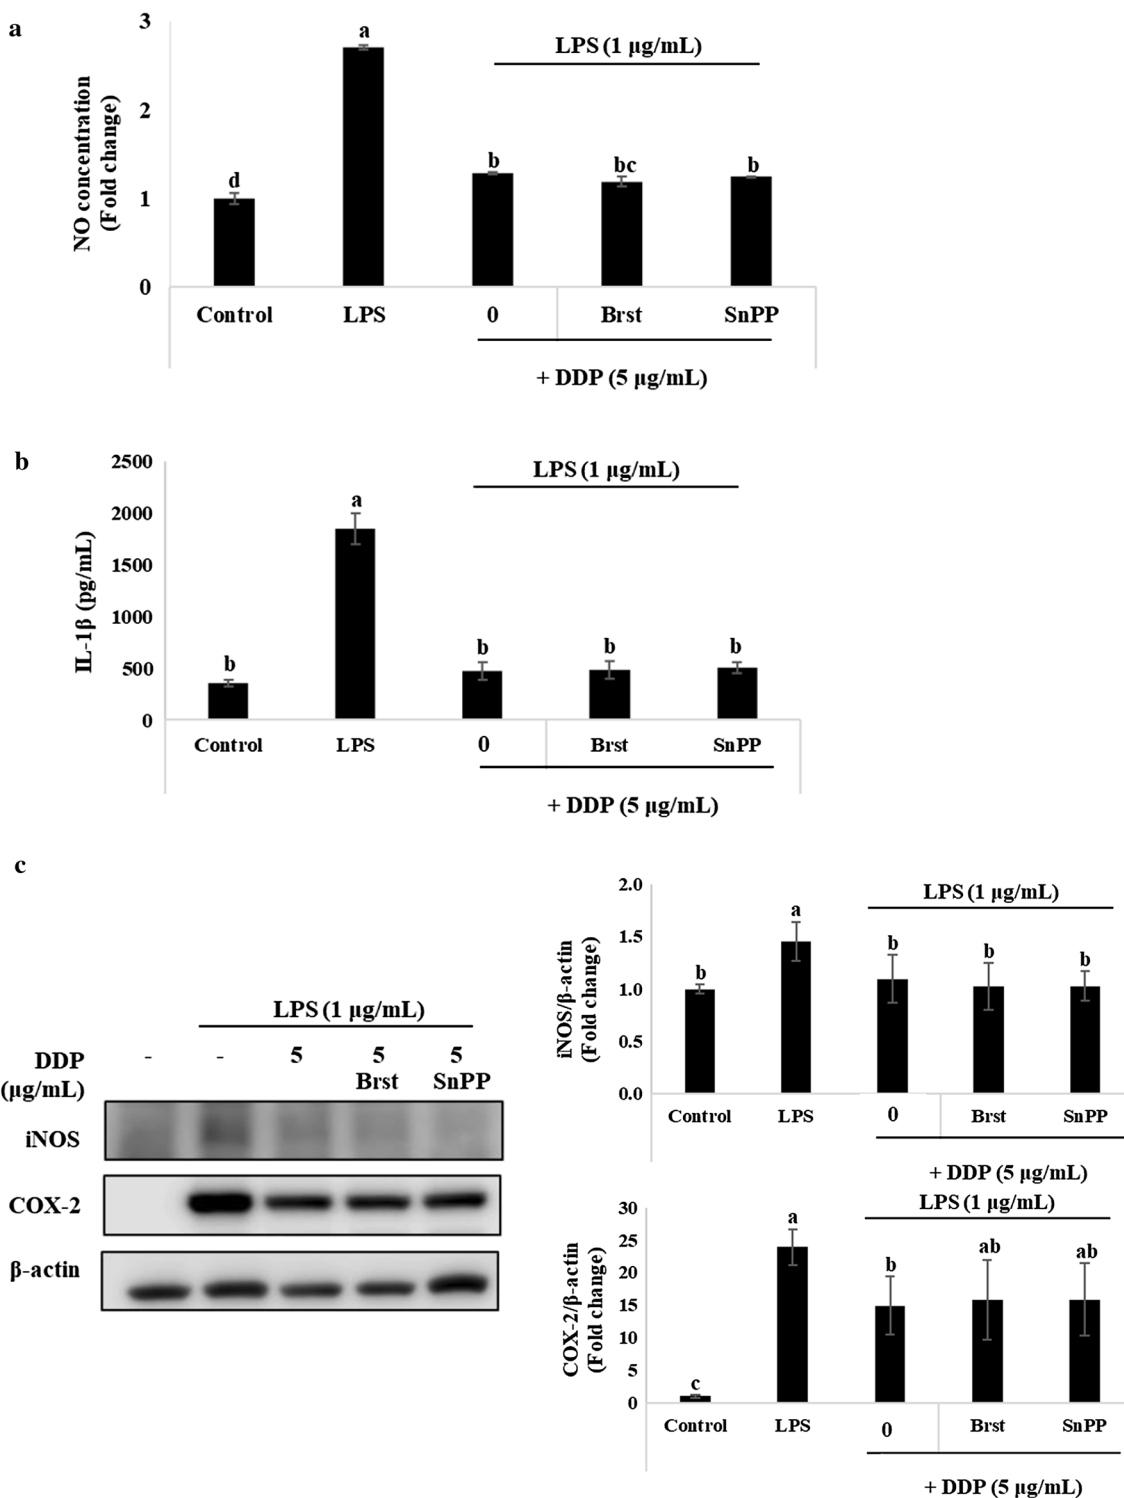 a
NO concentration
(Fold change)
3
2
1
0
a
d
b
bc
b
LPS (1 μg/mL)
Control LPS 0 Brst SnPP
+ DDP (5 μg/mL)
b
IL-1β (pg/mL)
2500
2000
1500
1000
500
0
LPS (1 μg/mL)
a
b
b
b
b
Control LPS 0 Brst SnPP
+ DDP (5 μg/mL)
c
LPS (1 μg/mL)
DDP - - 5 5 5
(μg/mL) Brst SnPP
iNOS
COX-2
β-actin
iNOS/β-actin
(Fold change)
2.0
1.5
1.0
0.5
0.0
LPS (1 μg/mL)
b
a
b
b
b
Control LPS 0 Brst SnPP
+ DDP (5 μg/mL)
COX-2/β-actin
(Fold change)
30
25
20
15
10
5
0
LPS (1 μg/mL)
c
a
b
ab
ab
Control LPS 0 Brst SnPP
+ DDP (5 μg/mL)